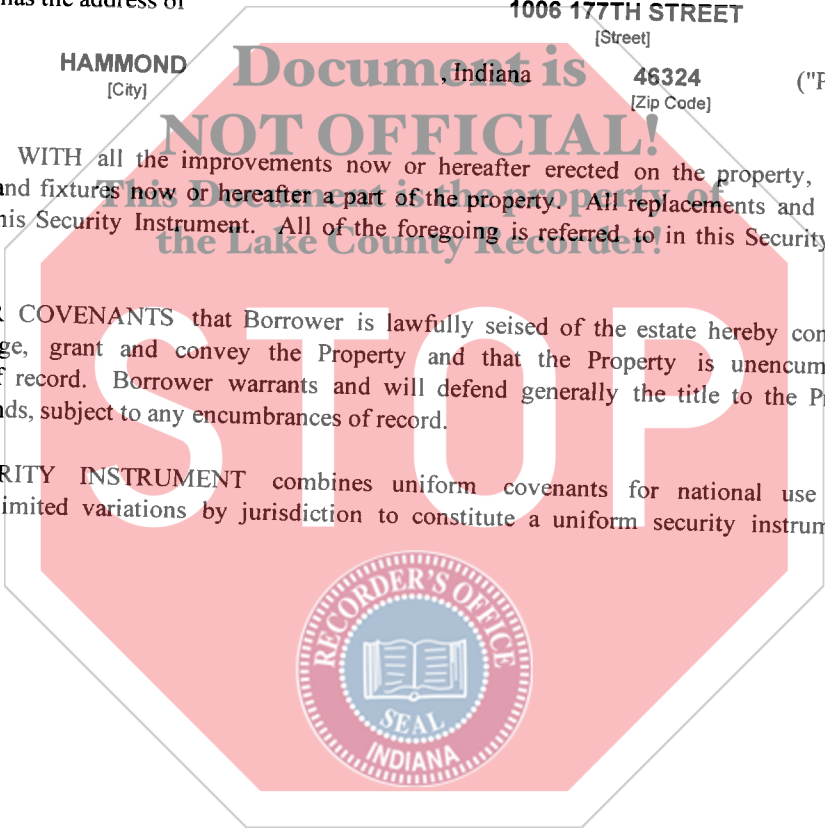 has the address of
1006 177TH STREET
[Street]
HAMMOND , Indiana 46324 ("P
[City] [Zip Code]
Document is
NOT OFFICIAL!
This Document is the property of
the Lake County Recorder!
WITH all the improvements now or hereafter erected on the property,
and fixtures now or hereafter a part of the property. All replacements and
his Security Instrument. All of the foregoing is referred to in this Security
R COVENANTS that Borrower is lawfully seised of the estate hereby con
ge, grant and convey the Property and that the Property is unencum
f record. Borrower warrants and will defend generally the title to the Pr
nds, subject to any encumbrances of record.
STOP
RITY INSTRUMENT combines uniform covenants for national use
imited variations by jurisdiction to constitute a uniform security instrum
RECORDER'S OFFICE
SEAL
INDIANA